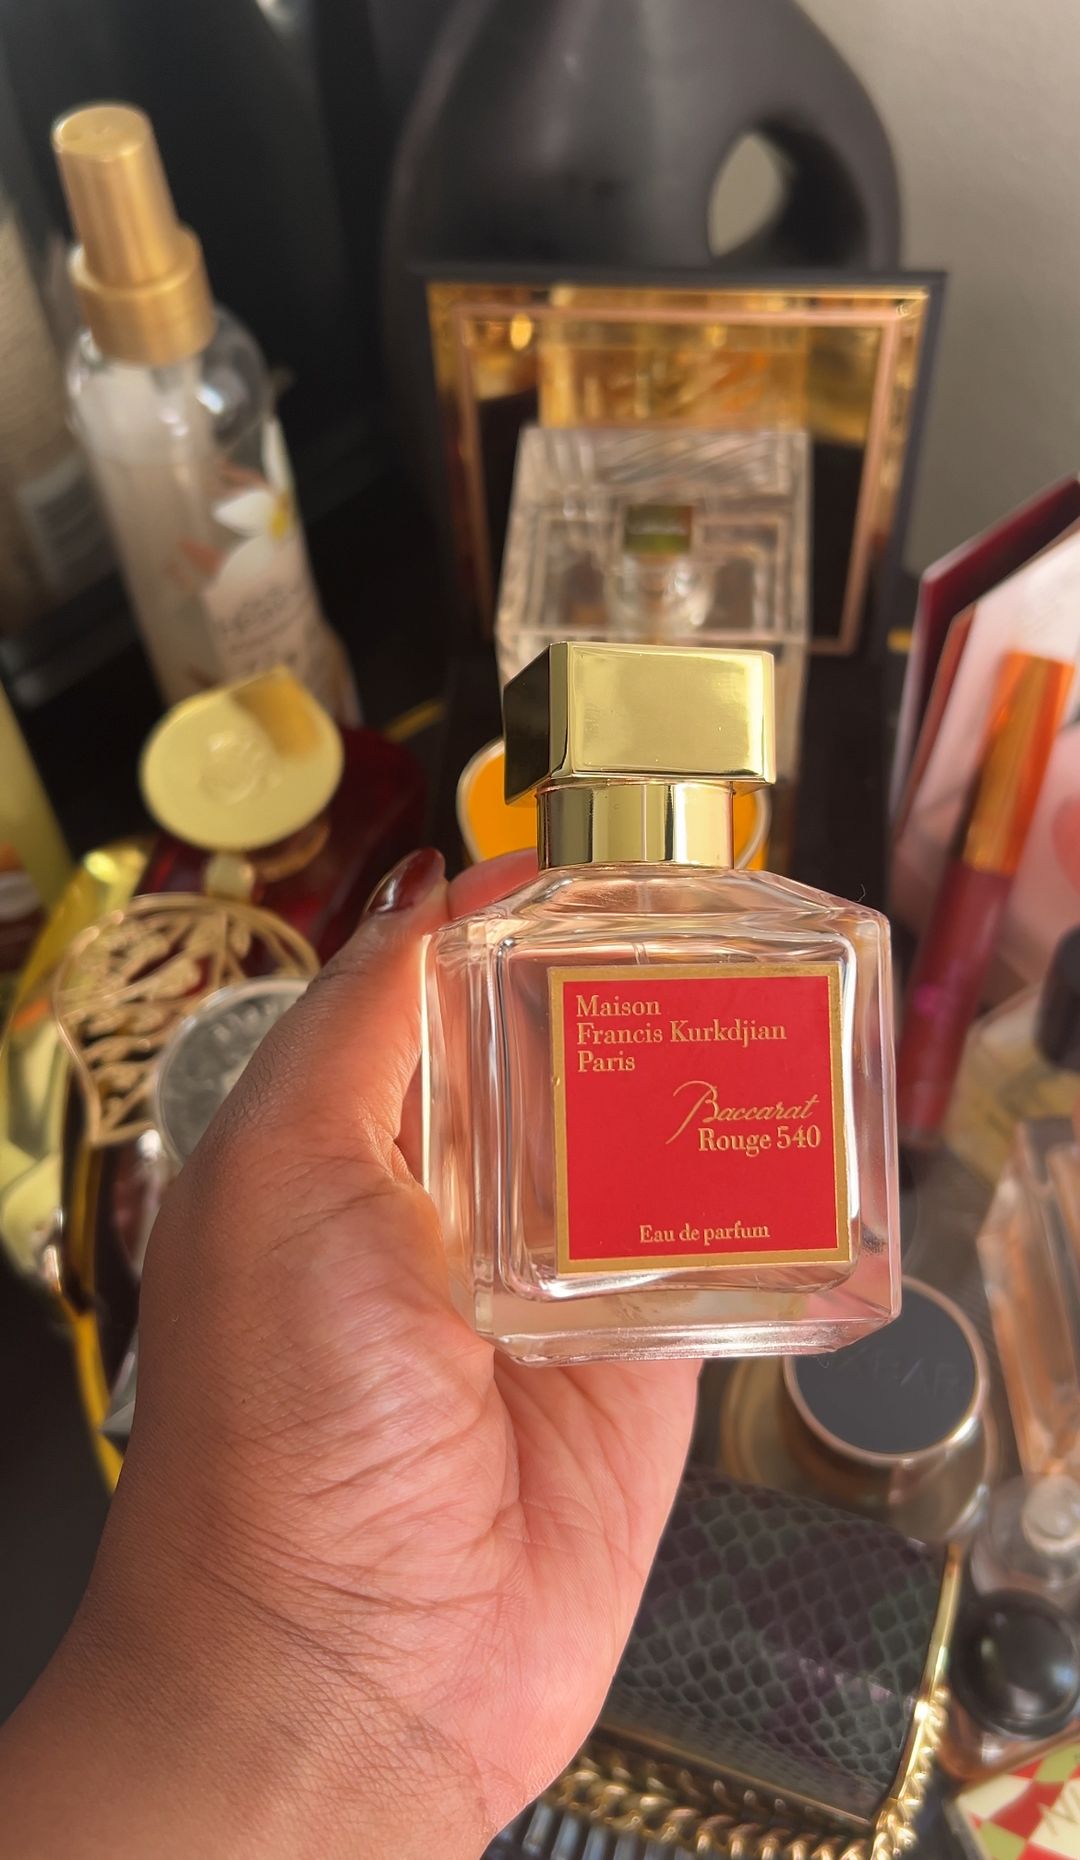 Maison
Francis Kurkdjian
Paris
Baccarat
Rouge 540
Eau de parfum